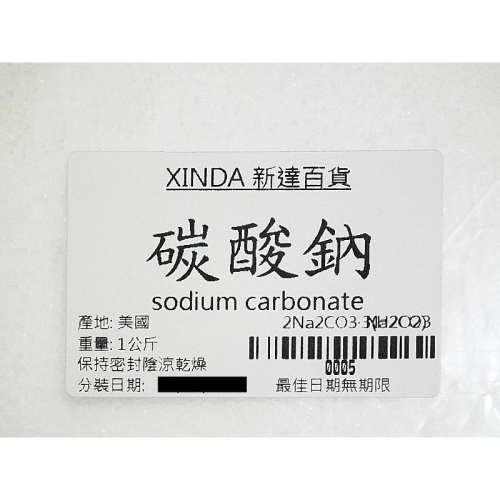 XINDA 新達百貨
碳酸鈉
sodium carbonate
產地: 美國
重量: 1公斤
0005
保持密封陰涼乾燥
分裝日期:
最佳日期無期限